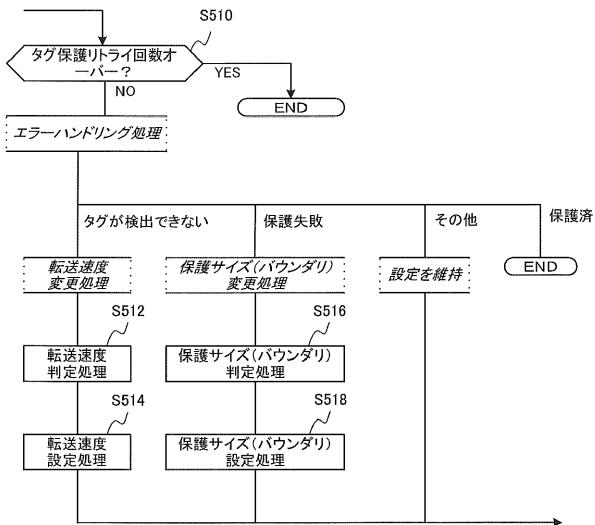 S510
タグ保護リトライ回数オ
ーバー？
YES
NO
END
エラーハンドリング処理
タグが検出できない
保護失敗
その他
保護済
転送速度
変更処理
保護サイズ(バウンダリ)
変更処理
設定を維持
END
S512
転送速度
判定処理
S516
保護サイズ(バウンダリ)
判定処理
S514
転送速度
設定処理
S518
保護サイズ(バウンダリ)
設定処理